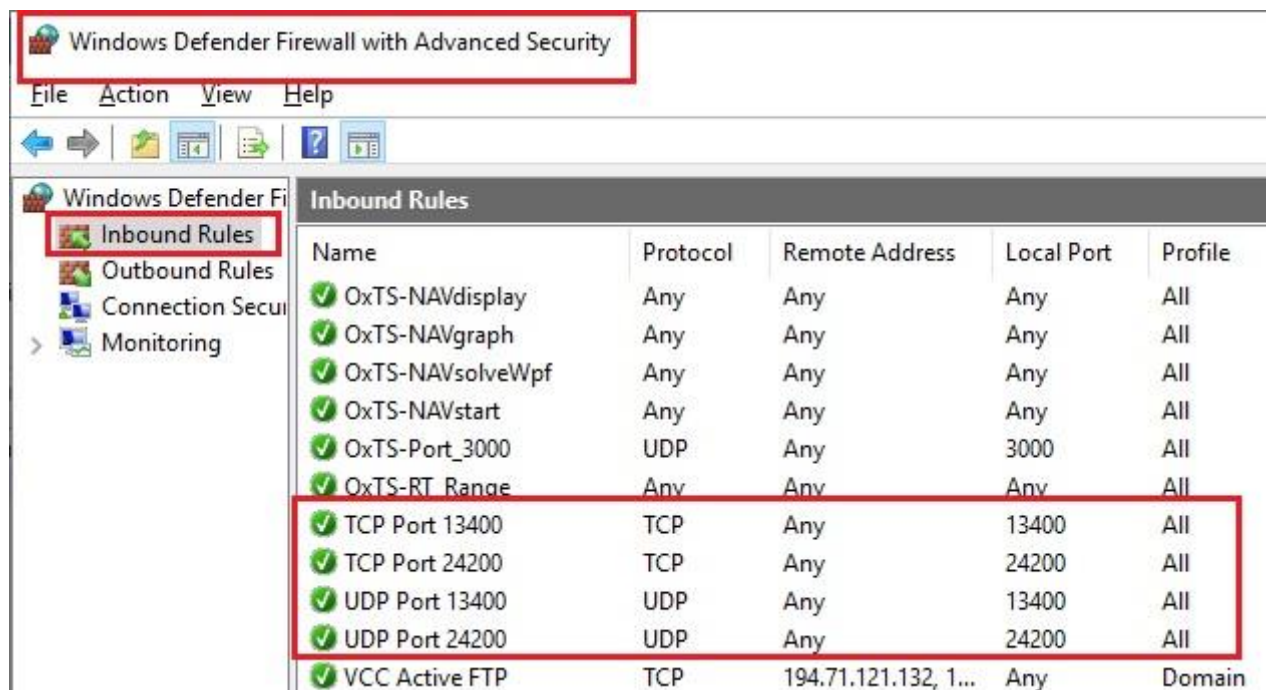 Windows Defender Firewall with Advanced Security
File Action View Help
Windows Defender Fi
Inbound Rules
Outbound Rules
Connection Secu
Monitoring
Inbound Rules
Name Protocol Remote Address Local Port Profile
OxTS-NAVdisplay Any Any Any All
OxTS-NAVgraph Any Any Any All
OxTS-NAVsolveWpf Any Any Any All
OxTS-NAVstart Any Any Any All
OxTS-Port_3000 UDP Any 3000 All
OxTS-RT_Range Any Any Any All
TCP Port 13400 TCP Any 13400 All
TCP Port 24200 TCP Any 24200 All
UDP Port 13400 UDP Any 13400 All
UDP Port 24200 UDP Any 24200 All
VCC Active FTP TCP 194.71.121.132, 1... Any Domain